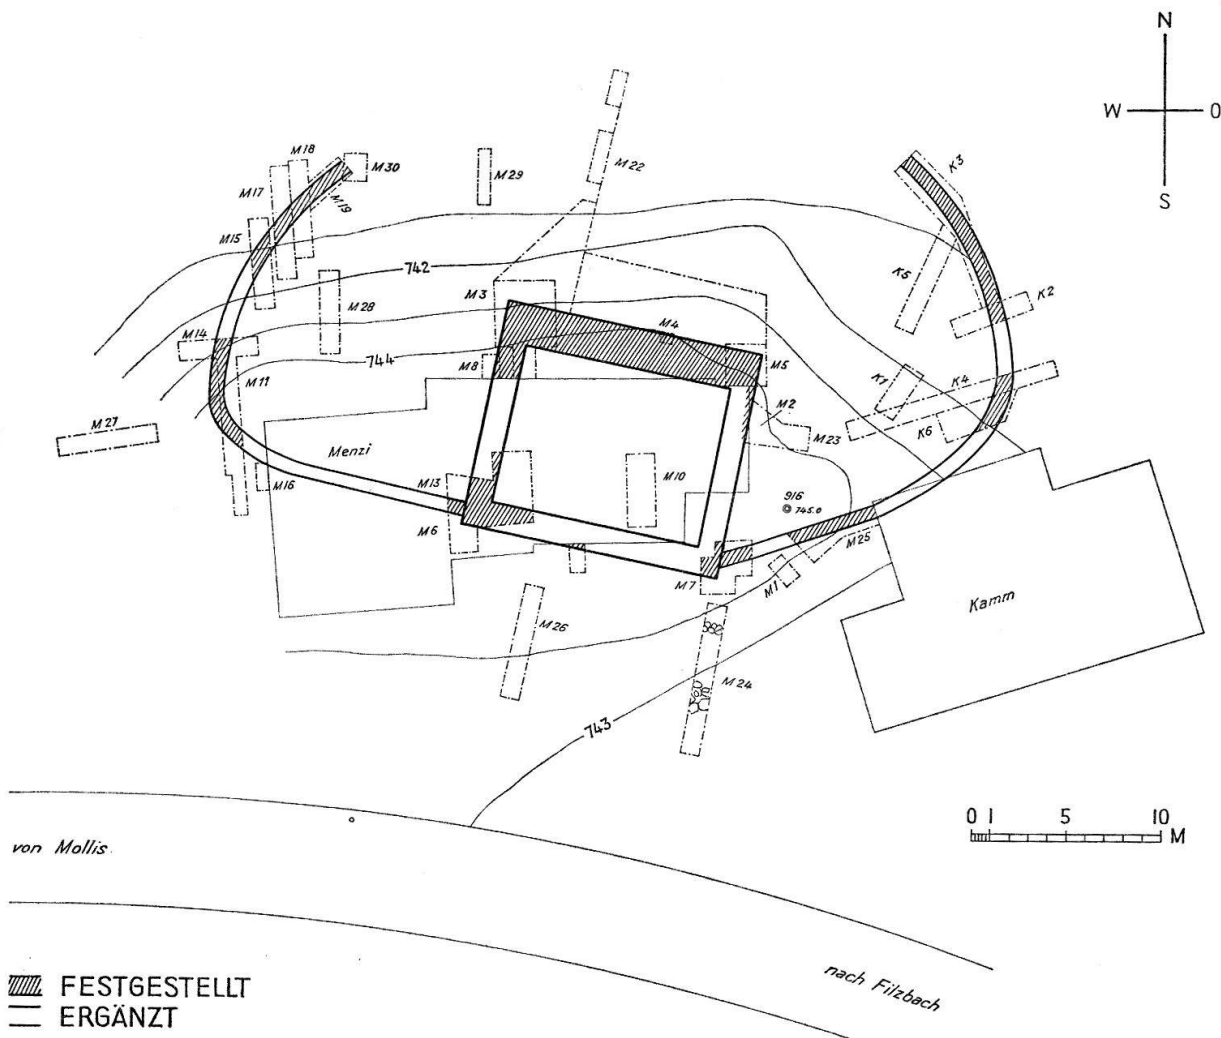 N
W O
S
M18
M30
M29
M22
K3
M17
M19
M15
K5
742
M3
M28
K2
M14
M4
744
M8
M5
K1
K4
M11
M2
M27
K6
M23
Menzi
M13
M10
M16
916
745.0
M6
M25
M7
M1
Kamm
M26
M24
743
0 1 5 10
M
von Mollis
nach Filzbach
FESTGESTELLT
ERGÄNZT